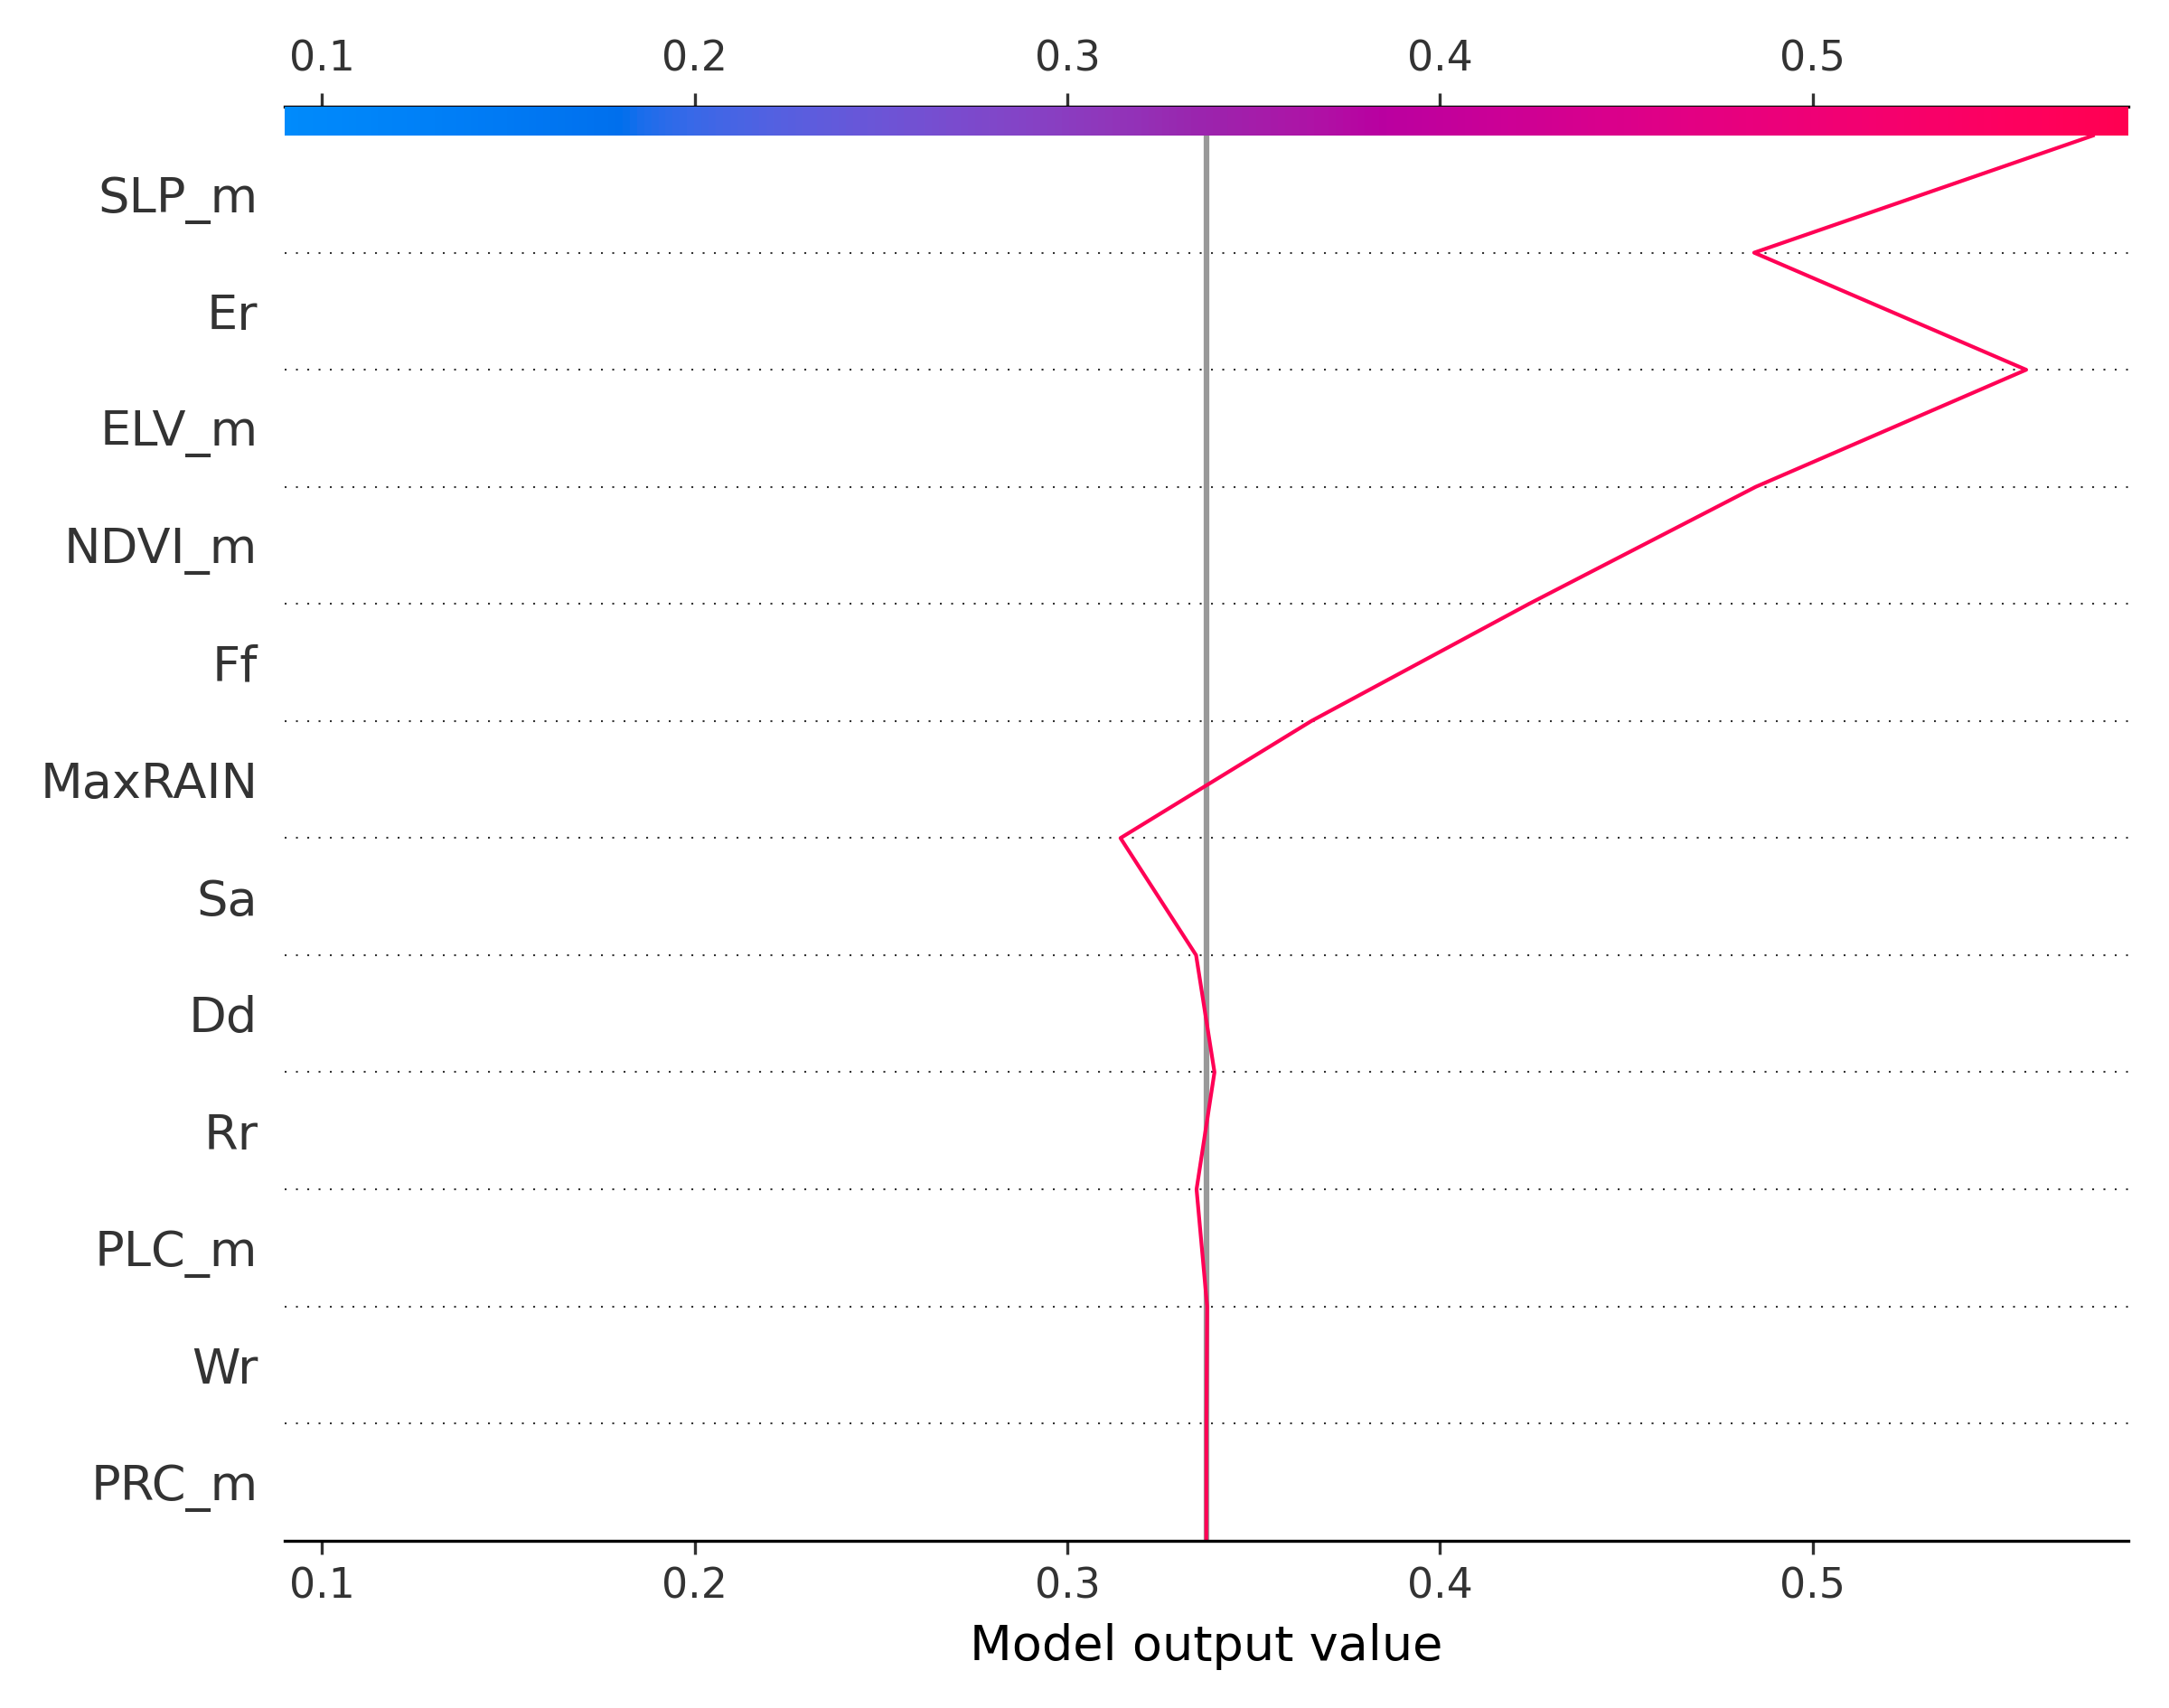 0.1 0.2 0.3 0.4 0.5
SLP_m
Er
ELV_m
NDVI_m
Ff
MaxRAIN
Sa
Dd
Rr
PLC_m
Wr
PRC_m
0.1 0.2 0.3 0.4 0.5
Model output value